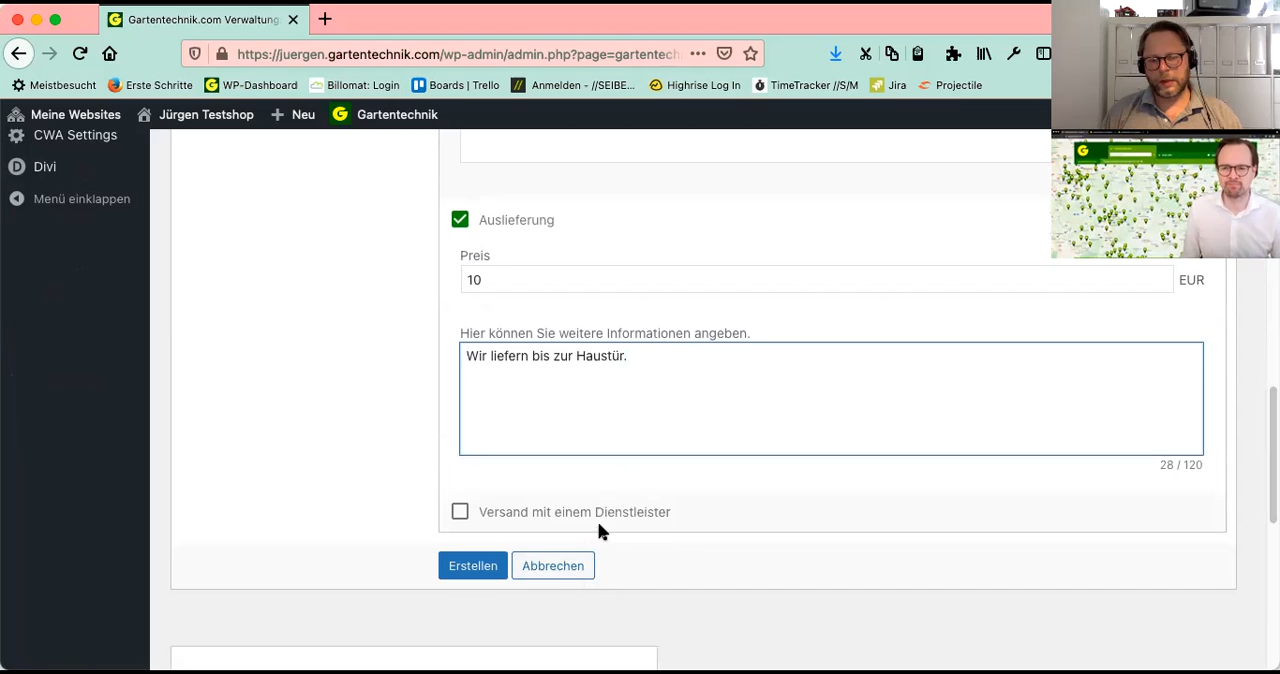 Gartentechnik.com Verwaltung
https://juergen.gartentechnik.com/wp-admin/admin.php?page=gartentech
Meistbesucht Erste Schritte WP-Dashboard Billomat: Login Boards | Trello Anmelden - //SEIBE... Highrise Log in TimeTracker //S/M Jira Projectile
Meine Websites Jürgen Testshop Neu Gartentechnik
CWA Settings
Divi
Menü einklappen
Auslieferung
Preis
10 EUR
Hier können Sie weitere Informationen angeben.
Wir liefern bis zur Haustür.
28 / 120
Versand mit einem Dienstleister
Erstellen Abbrechen